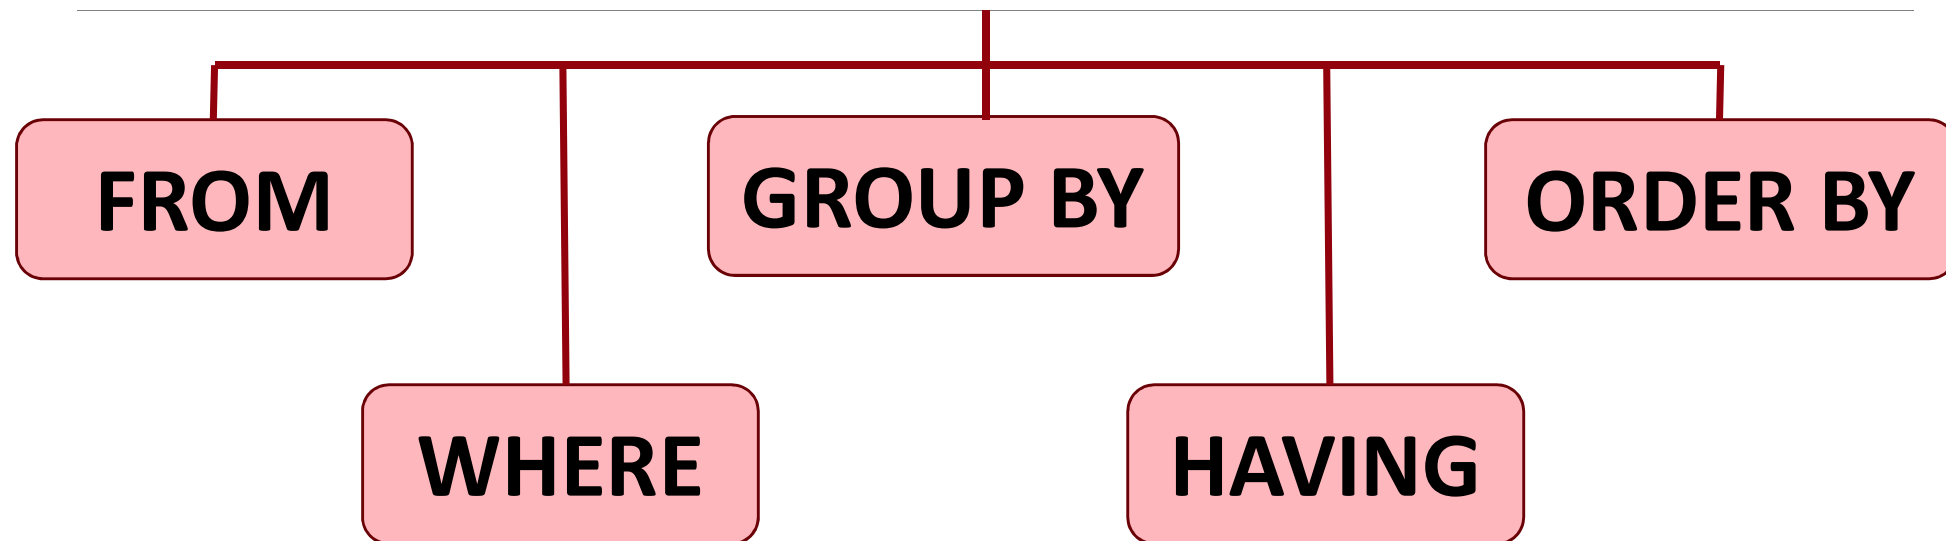 FROM
GROUP BY
ORDER BY
WHERE
HAVING